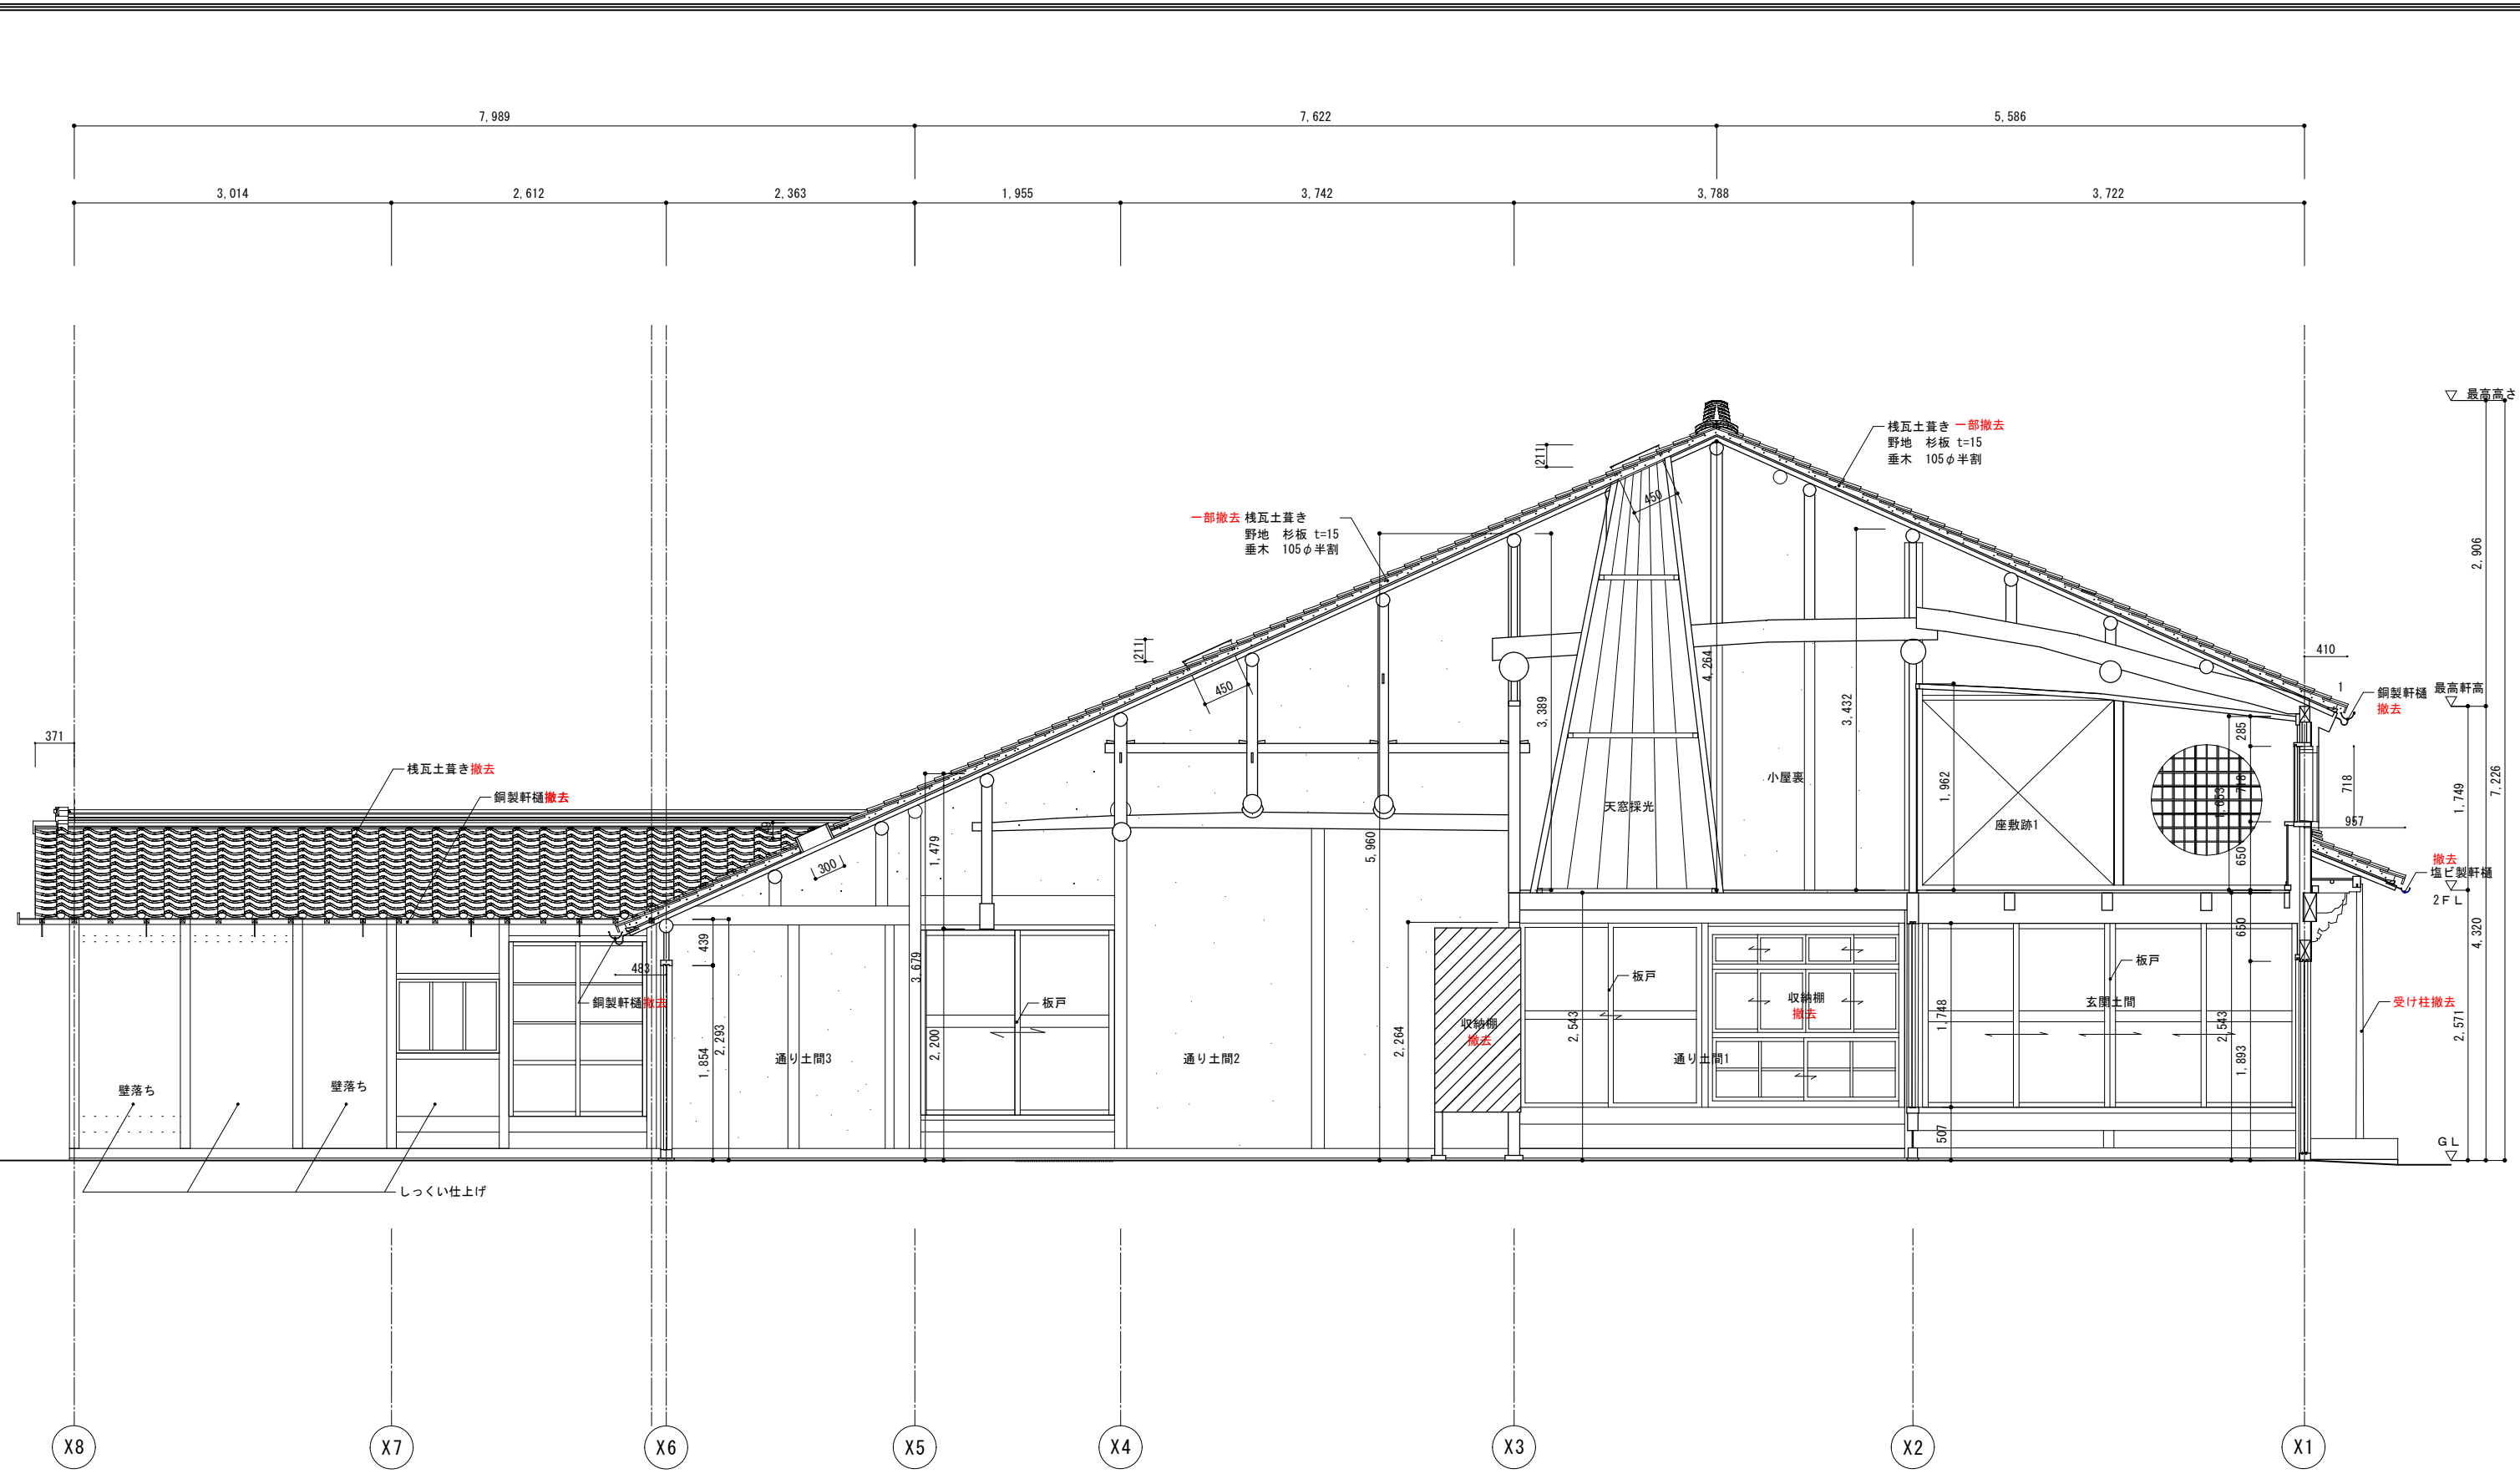 7,989
7,622
5,586
3,014
2,612
2,363
1,955
3,742
3,788
3,722
最高高さ
桟瓦土葺き 一部撤去
野地 杉板 t=15
垂木 105φ半割
211
450
一部撤去 桟瓦土葺き
野地 杉板 t=15
垂木 105φ半割
2,906
211
450
410
4,264
3,389
3,432
1
銅製軒樋
撤去
最高軒高
371
桟瓦土葺き撤去
銅製軒樋撤去
285
718
718
1,653
1,962
小屋裏
天窓採光
座敷跡1
1,749
7,226
957
49
300
1,479
5,960
650
撤去
塩ビ製軒樋
2FL
4,320
650
439
483
3,679
銅製軒樋撤去
板戸
板戸
収納棚
撤去
板戸
玄関土間
受け柱撤去
収納棚
撤去
2,293
1,854
2,200
2,264
2,543
1,748
2,543
1,893
2,571
通り土間3
通り土間2
通り土間1
壁落ち
壁落ち
507
GL
しっくい仕上げ
X8
X7
X6
X5
X4
X3
X2
X1